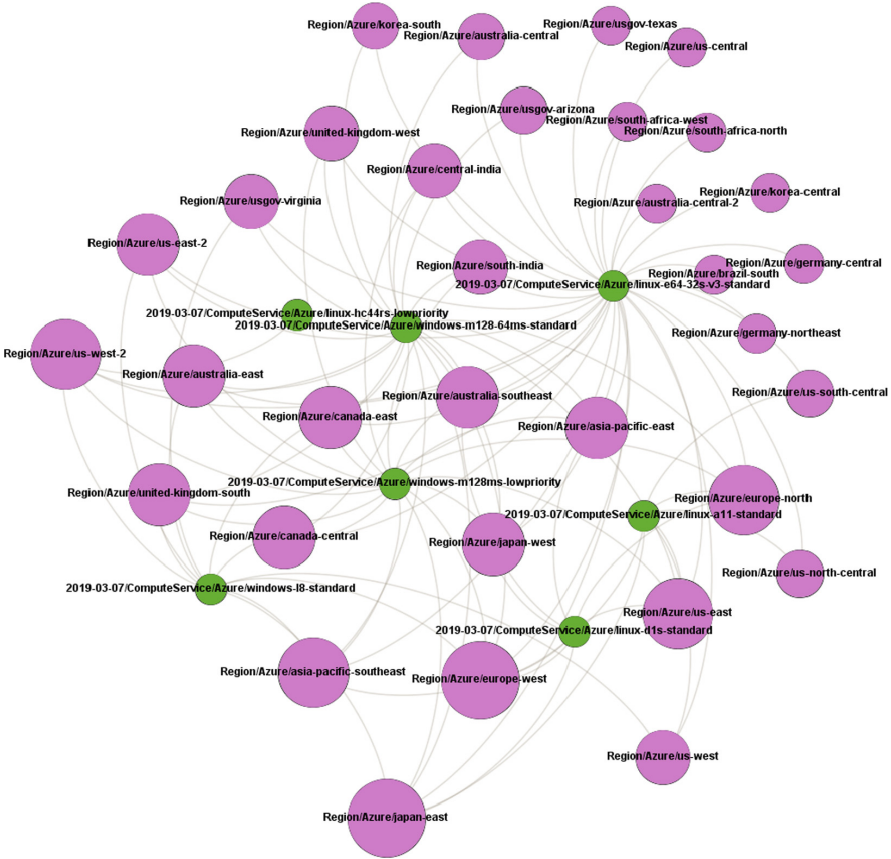 Region/Azure/korea-south
Region/Azure/usgov-texas
Region/Azure/australia-central
Region/Azure/us-central
Region/Azure/usgov-arizona
Region/Azure/south-africa-west
Region/Azure/united-kingdom-west
Region/Azure/south-africa-north
Region/Azure/central-india
Region/Azure/korea-central
Region/Azure/usgov-virginia
Region/Azure/australia-central-2
Region/Azure/us-east-2
Region/Azure/germany-central
Region/Azure/south-india
Region/Azure/brazil-south
2019-03-07/ComputeService/Azure/linux-e64-32s-v3-standard
2019-03-07/ComputeService/Azure/linux-hc44rs-lowpriority
2019-03-07/ComputeService/Azure/windows-m128-64ms-standard
Region/Azure/germany-northeast
Region/Azure/us-west-2
Region/Azure/australia-east
Region/Azure/us-south-central
Region/Azure/australia-southeast
Region/Azure/canada-east
Region/Azure/asia-pacific-east
2019-03-07/ComputeService/Azure/windows-m128ms-lowpriority
Region/Azure/united-kingdom-south
Region/Azure/europe-north
2019-03-07/ComputeService/Azure/linux-a11-standard
Region/Azure/canada-central
Region/Azure/japan-west
Region/Azure/us-north-central
2019-03-07/ComputeService/Azure/windows-l8-standard
Region/Azure/us-east
2019-03-07/ComputeService/Azure/linux-d1s-standard
Region/Azure/asia-pacific-southeast
Region/Azure/europe-west
Region/Azure/us-west
Region/Azure/japan-east